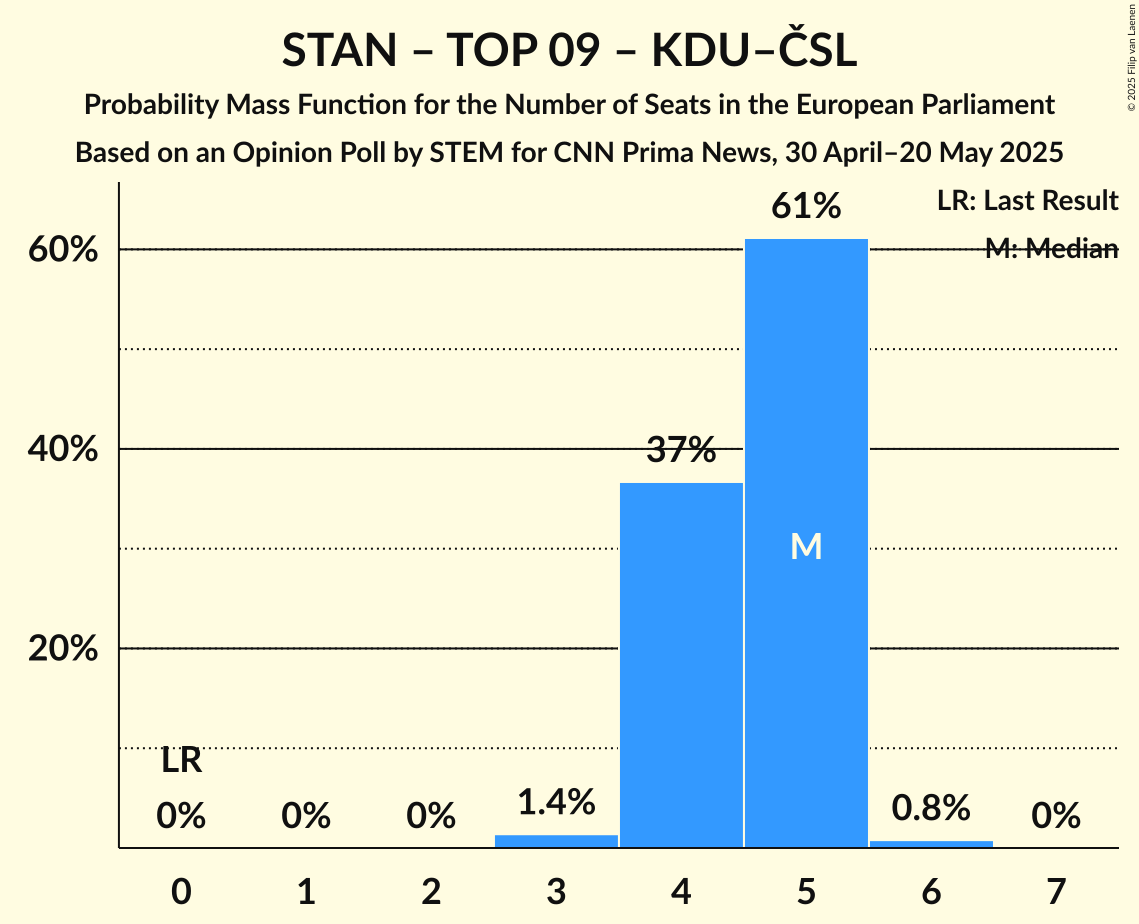 STAN – TOP 09 – KDU–ČSL
Probability Mass Function for the Number of Seats in the European Parliament
Based on an Opinion Poll by STEM for CNN Prima News, 30 April–20 May 2025
© 2025 Filip van Laenen
LR: Last Result
M: Median
61%
60%
40%
37%
M
20%
LR
0% 0% 0% 1.4% 0.8% 0%
0 1 2 3 4 5 6 7